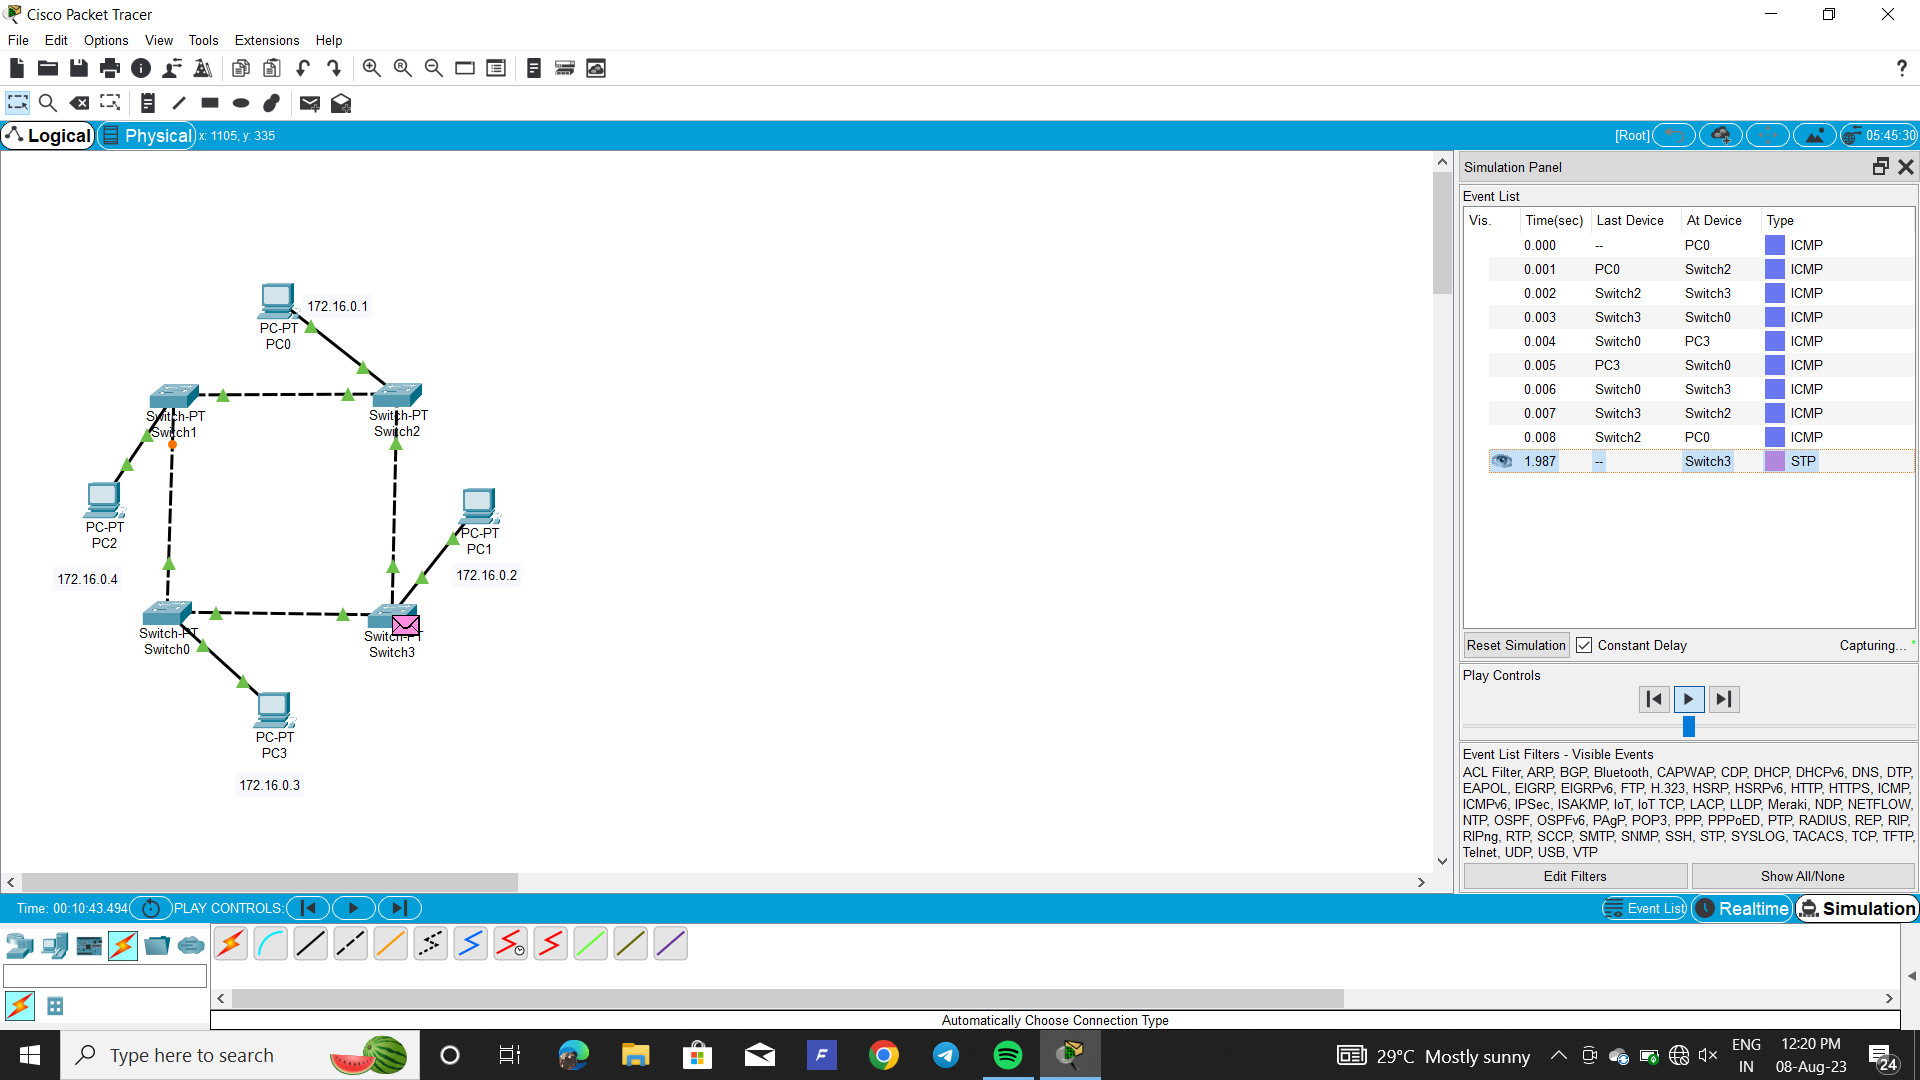 Cisco Packet Tracer
File Edit Options View Tools Extensions Help
?
Logical Physical x: 1105, y: 335 [Root] 05:45:30
Simulation Panel
Event List
Vis. Time(sec) Last Device At Device Type
0.000 -- PC0 ICMP
0.001 PC0 Switch2 ICMP
0.002 Switch2 Switch3 ICMP
0.003 Switch3 Switch0 ICMP
0.004 Switch0 PC3 ICMP
0.005 PC3 Switch0 ICMP
0.006 Switch0 Switch3 ICMP
0.007 Switch3 Switch2 ICMP
0.008 Switch2 PC0 ICMP
1.987 -- Switch3 STP
Reset Simulation Constant Delay Capturing... *
Play Controls
Event List Filters - Visible Events
ACL Filter, ARP, BGP, Bluetooth, CAPWAP, CDP, DHCP, DHCPv6, DNS, DTP,
EAPOL, EIGRP, EIGRPv6, FTP, H.323, HSRP, HSRPv6, HTTP, HTTPS, ICMP,
ICMPv6, IPSec, ISAKMP, IoT, IoT TCP, LACP, LLDP, Meraki, NDP, NETFLOW,
NTP, OSPF, OSPFv6, PAgP, POP3, PPP, PPPoED, PTP, RADIUS, REP, RIP,
RIPng, RTP, SCCP, SMTP, SNMP, SSH, STP, SYSLOG, TACACS, TCP, TFTP,
Telnet, UDP, USB, VTP
Edit Filters Show All/None
172.16.0.1
PC-PT
PC0
Switch-PT
Switch1
Switch-PT
Switch2
PC-PT
PC2
172.16.0.4
PC-PT
PC1
172.16.0.2
Switch-PT
Switch0
Switch-PT
Switch3
PC-PT
PC3
172.16.0.3
Time: 00:10:43.494 PLAY CONTROLS: Event List Realtime Simulation
Automatically Choose Connection Type
Type here to search
29°C Mostly sunny
ENG
IN
12:20 PM
08-Aug-23
24